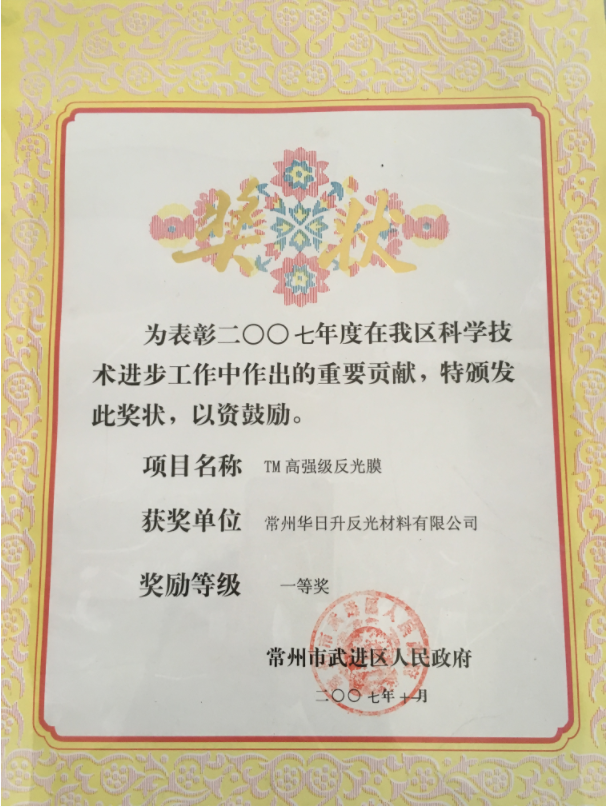 奖状
为表彰二〇〇七年度在我区科学技
术进步工作中作出的重要贡献，特颁发
此奖状，以资鼓励。
项目名称 TM高强级反光膜
获奖单位 常州华日升反光材料有限公司
奖励等级 一等奖
常州市武进区人民政府
二〇〇七年十一月